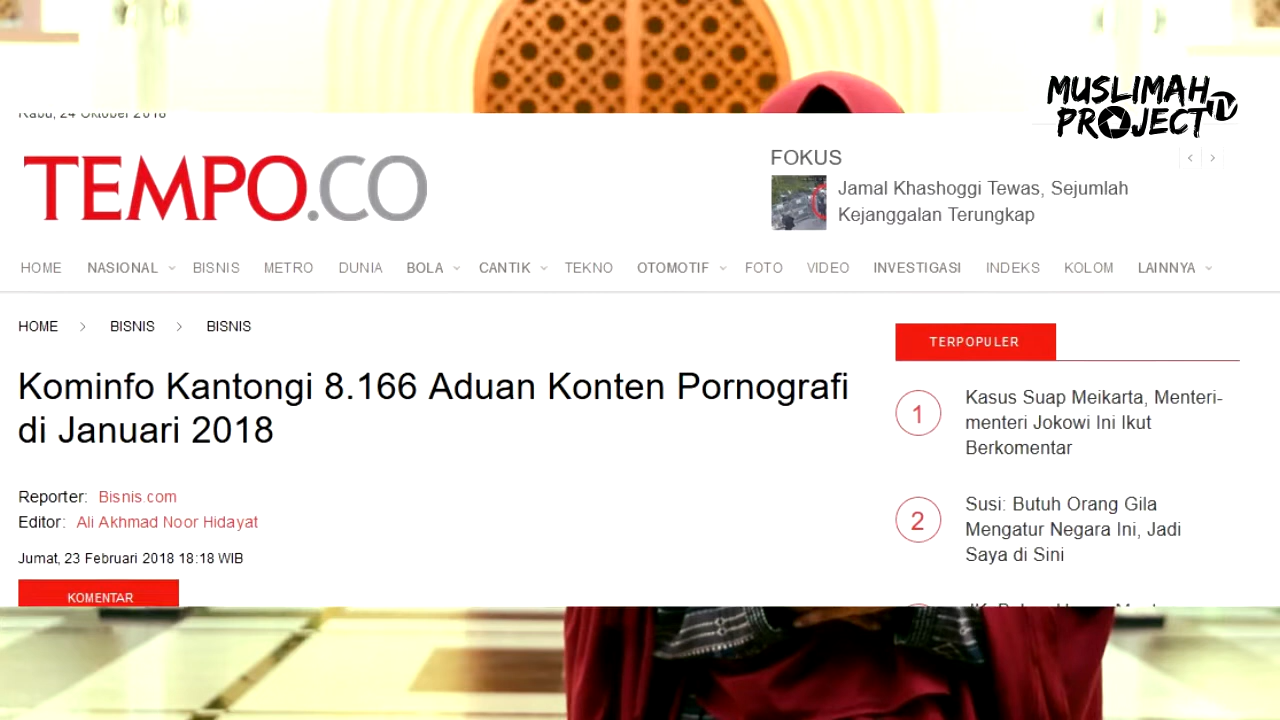 MUSLIMAH
PROJECT TV
Rabu, 24 Oktober 2018
TEMPO.CO
FOKUS
Jamal Khashoggi Tewas, Sejumlah
Kejanggalan Terungkap
HOME NASIONAL BISNIS METRO DUNIA BOLA CANTIK TEKNO OTOMOTIF FOTO VIDEO INVESTIGASI INDEKS KOLOM LAINNYA
HOME > BISNIS > BISNIS
Kominfo Kantongi 8.166 Aduan Konten Pornografi
di Januari 2018
Reporter: Bisnis.com
Editor: Ali Akhmad Noor Hidayat
Jumat, 23 Februari 2018 18:18 WIB
KOMENTAR
TERPOPULER
1
Kasus Suap Meikarta, Menteri-
menteri Jokowi Ini Ikut
Berkomentar
2
Susi: Butuh Orang Gila
Mengatur Negara Ini, Jadi
Saya di Sini